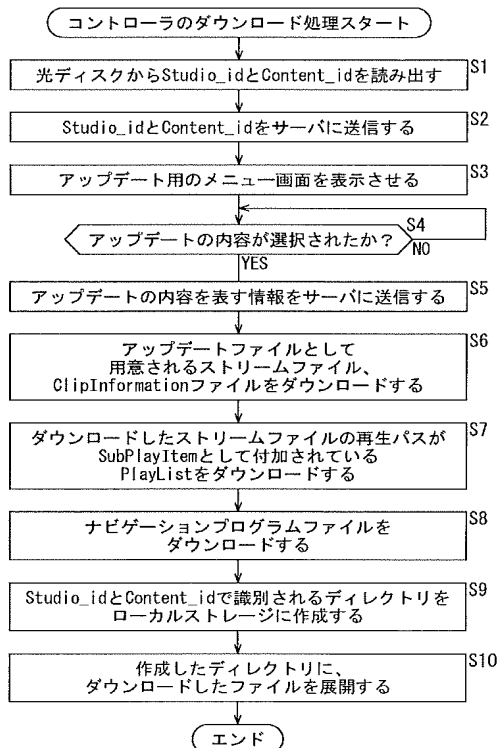 コントローラのダウンロード処理スタート
S1
光ディスクからStudio_idとContent_idを読み出す
S2
Studio_idとContent_idをサーバに送信する
S3
アップデート用のメニュー画面を表示させる
S4
アップデートの内容が選択されたか？
NO
YES
S5
アップデートの内容を表す情報をサーバに送信する
S6
アップデートファイルとして
用意されるストリームファイル、
ClipInformationファイルをダウンロードする
S7
ダウンロードしたストリームファイルの再生パスが
SubPlayItemとして付加されている
PlayListをダウンロードする
S8
ナビゲーションプログラムファイルを
ダウンロードする
S9
Studio_idとContent_idで識別されるディレクトリを
ローカルストレージに作成する
S10
作成したディレクトリに、
ダウンロードしたファイルを展開する
エンド